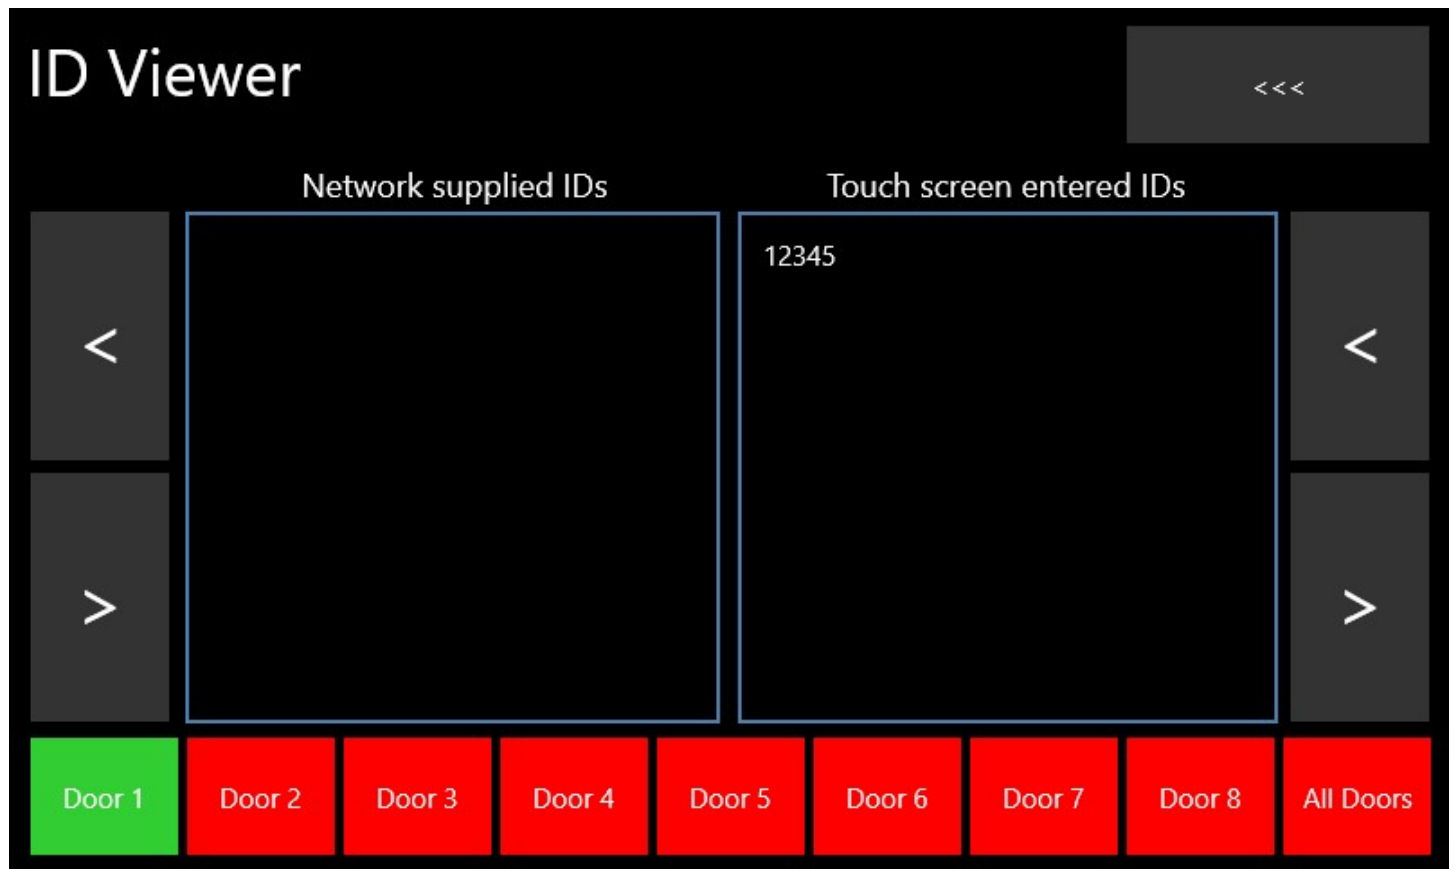 ID Viewer
<<<
Network supplied IDs
Touch screen entered IDs
12345
<
<
>
>
Door 1
Door 2
Door 3
Door 4
Door 5
Door 6
Door 7
Door 8
All Doors